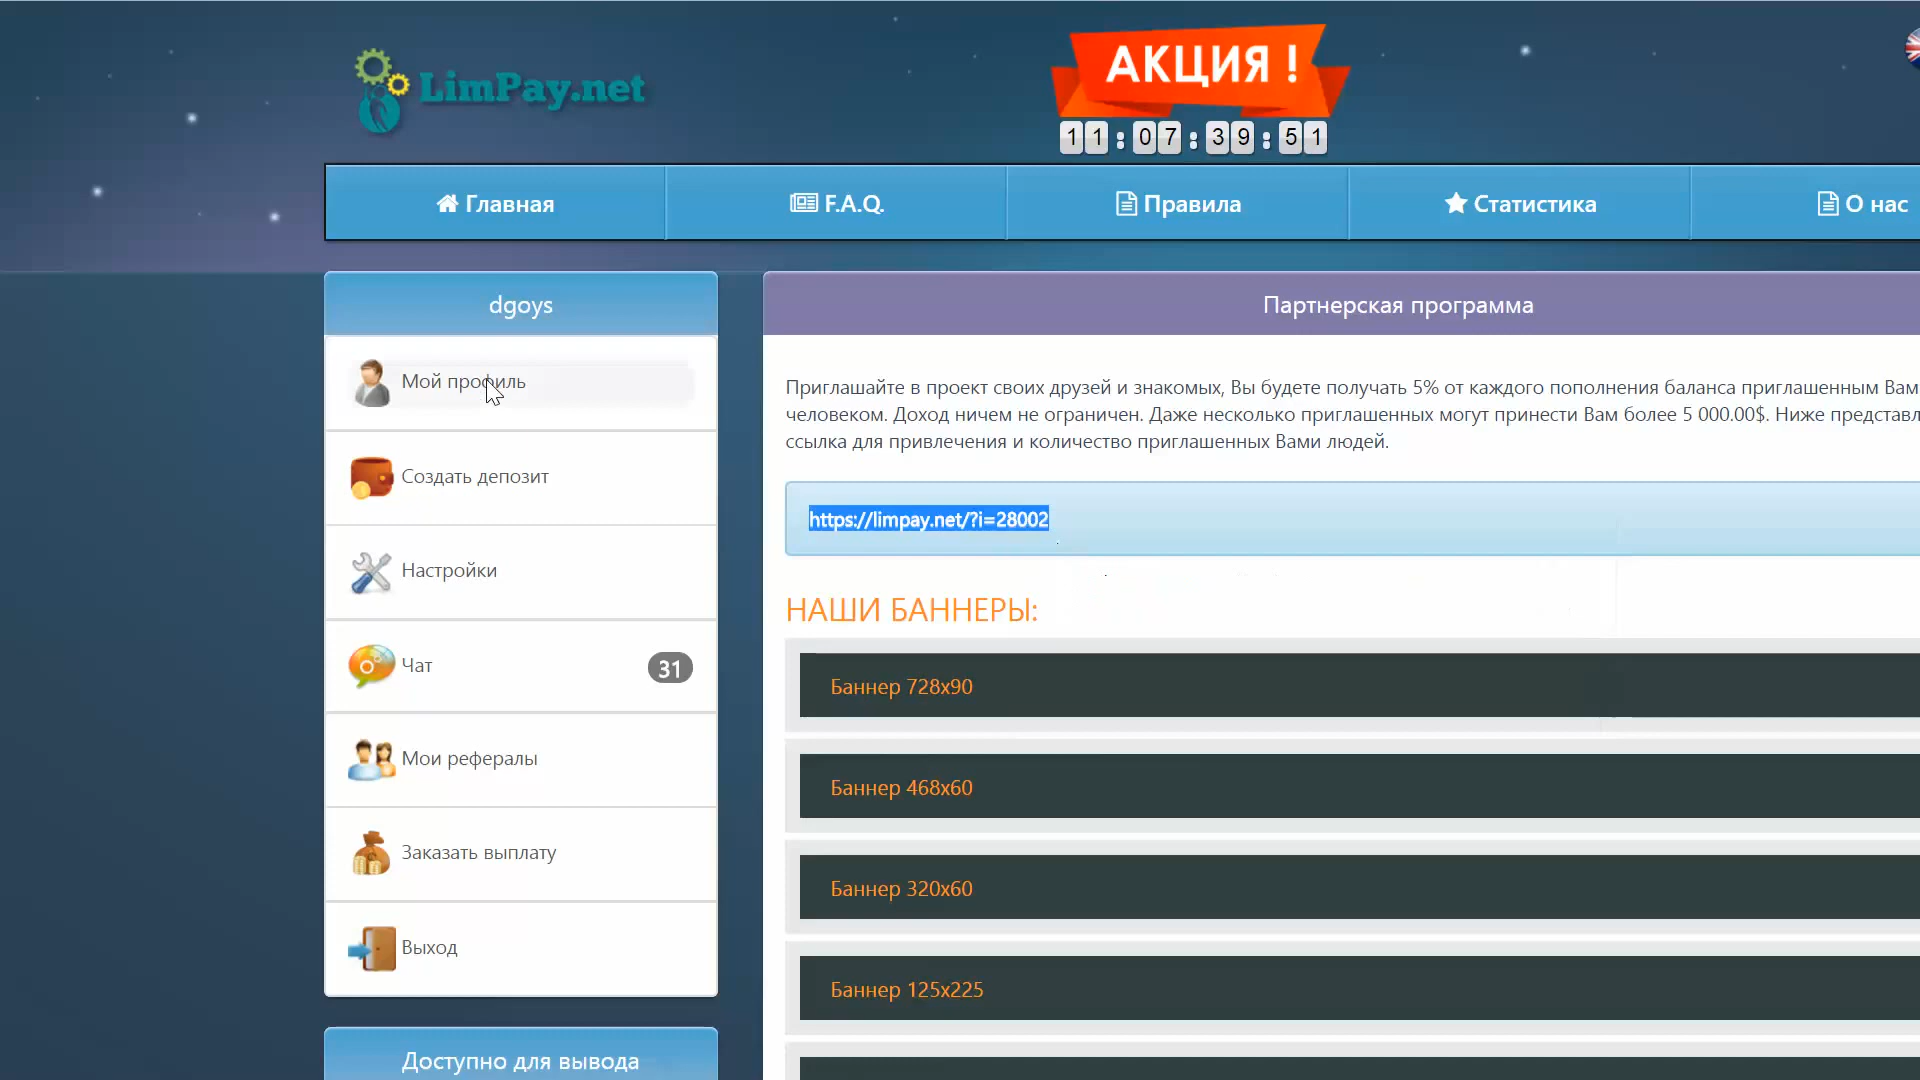 LimPay.net
АКЦИЯ !
11:07:39:51
Главная
F.A.Q.
Правила
Статистика
О нас
dgoys
Мой профиль
Создать депозит
Настройки
Чат
31
Мои рефералы
Заказать выплату
Выход
Доступно для вывода
Партнерская программа
Приглашайте в проект своих друзей и знакомых, Вы будете получать 5% от каждого пополнения баланса приглашенным Вам
человеком. Доход ничем не ограничен. Даже несколько приглашенных могут принести Вам более 5 000.00$. Ниже представл
ссылка для привлечения и количество приглашенных Вами людей.
https://limpay.net/?i=28002
НАШИ БАННЕРЫ:
Баннер 728x90
Баннер 468x60
Баннер 320x60
Баннер 125x225